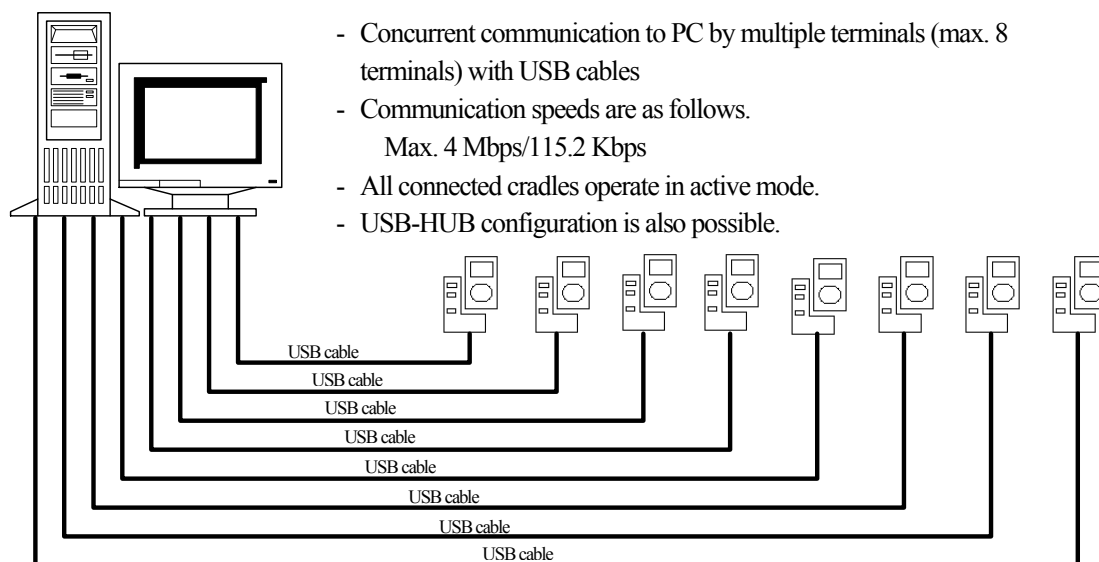 - Concurrent communication to PC by multiple terminals (max. 8
terminals) with USB cables
- Communication speeds are as follows.
Max. 4 Mbps/115.2 Kbps
- All connected cradles operate in active mode.
- USB-HUB configuration is also possible.
USB cable
USB cable
USB cable
USB cable
USB cable
USB cable
USB cable
USB cable